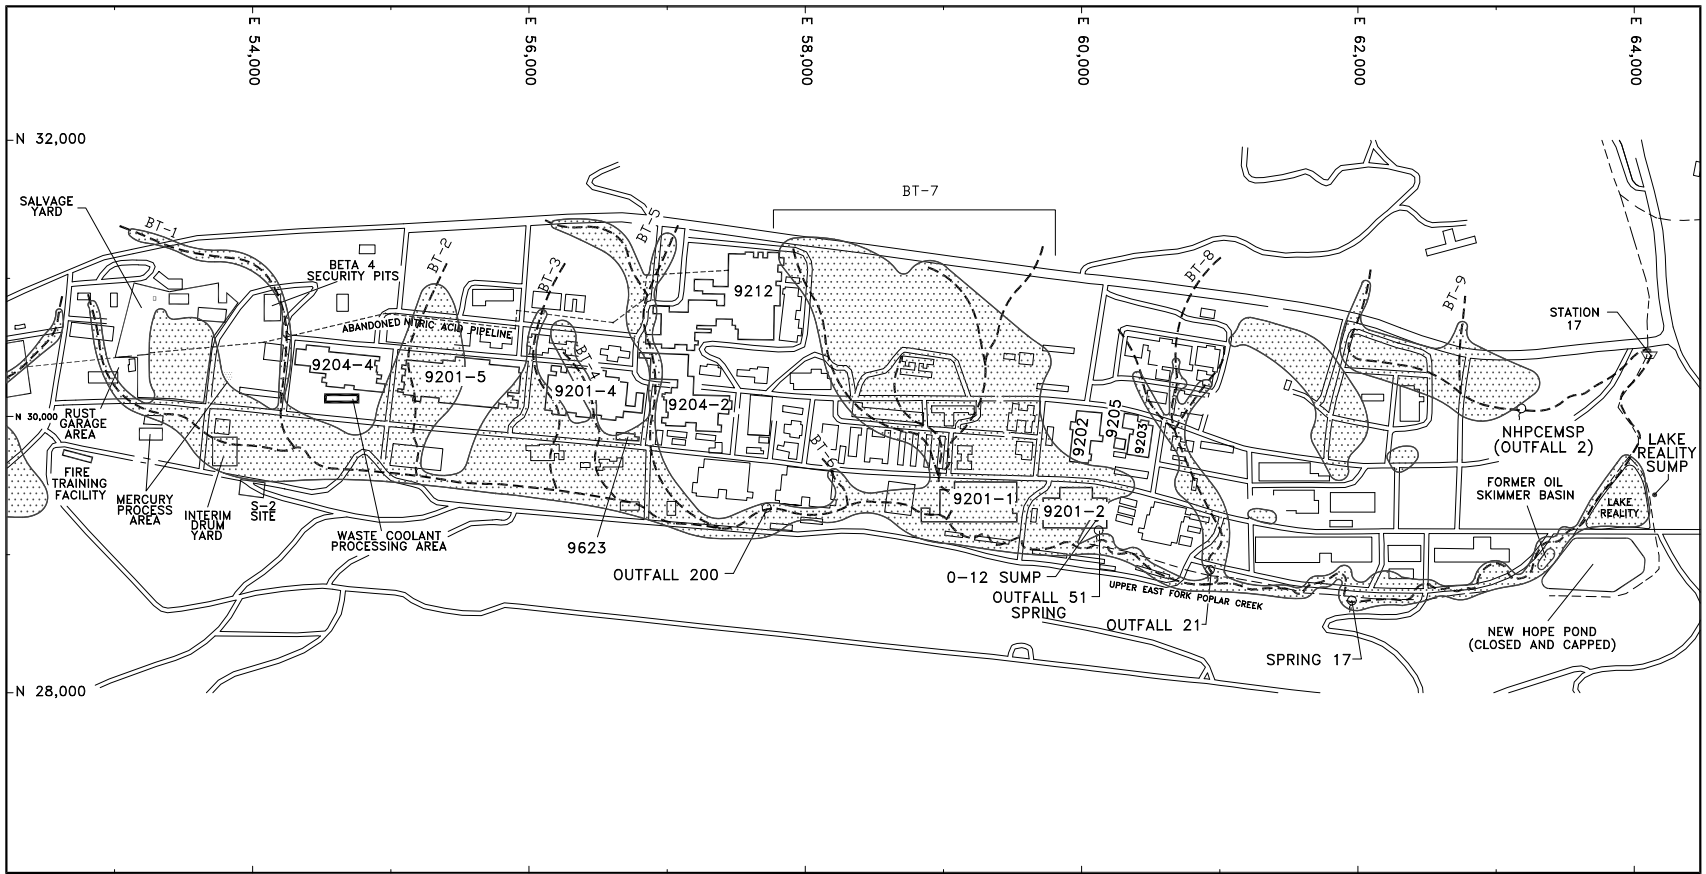 E 54,000
E 56,000
E 58,000
E 60,000
E 62,000
E 64,000
N 32,000
BT-7
SALVAGE
YARD
BT-1
BT-5
BT-2
BT-3
BT-8
BT-9
BETA 4
SECURITY PITS
9212
STATION
17
ABANDONED NITRIC ACID PIPELINE
9204-4
9201-5
BT-4
9201-4
9204-2
N 30,000
RUST
GARAGE
AREA
9202
9205
9203
NHPCEMSP
(OUTFALL 2)
LAKE
REALITY
SUMP
BT-6
FIRE
TRAINING
FACILITY
MERCURY
PROCESS
AREA
INTERIM
DRUM
YARD
S-2
SITE
FORMER OIL
SKIMMER BASIN
9201-1
9201-2
LAKE
REALITY
WASTE COOLANT
PROCESSING AREA
9623
OUTFALL 200
O-12 SUMP
OUTFALL 51
SPRING
UPPER EAST FORK POPLAR CREEK
OUTFALL 21
SPRING 17
NEW HOPE POND
(CLOSED AND CAPPED)
N 28,000